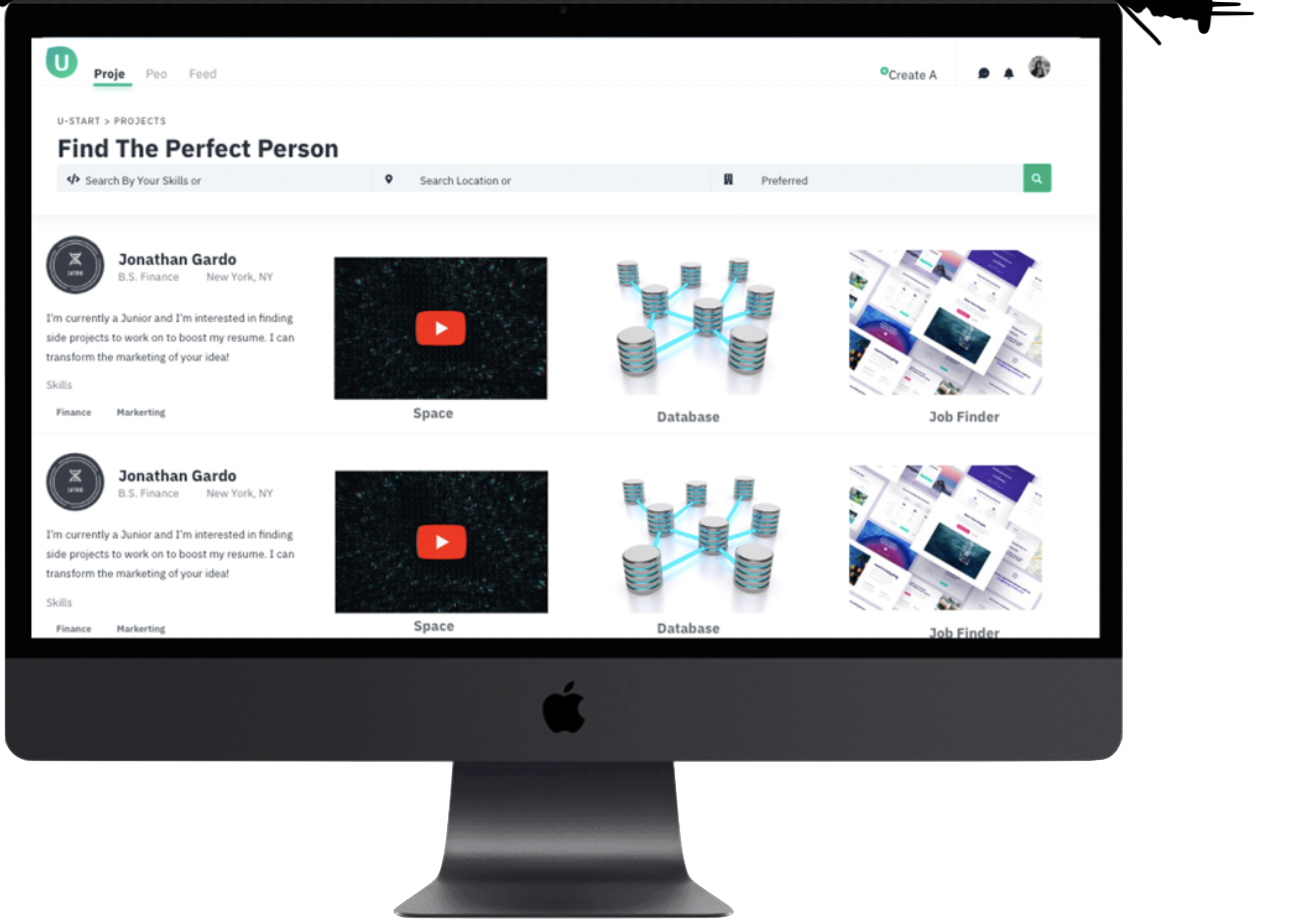 U
Proje
Peo
Feed
Create A
U-START > PROJECTS
Find The Perfect Person
</> Search By Your Skills or
Search Location or
Preferred
Jonathan Gardo
B.S. Finance
New York, NY
I'm currently a Junior and I'm interested in finding
side projects to work on to boost my resume. I can
transform the marketing of your idea!
Skills
Finance
Markerting
Space
Database
Job Finder
Jonathan Gardo
B.S. Finance
New York, NY
I'm currently a Junior and I'm interested in finding
side projects to work on to boost my resume. I can
transform the marketing of your idea!
Skills
Finance
Markerting
Space
Database
Job Finder